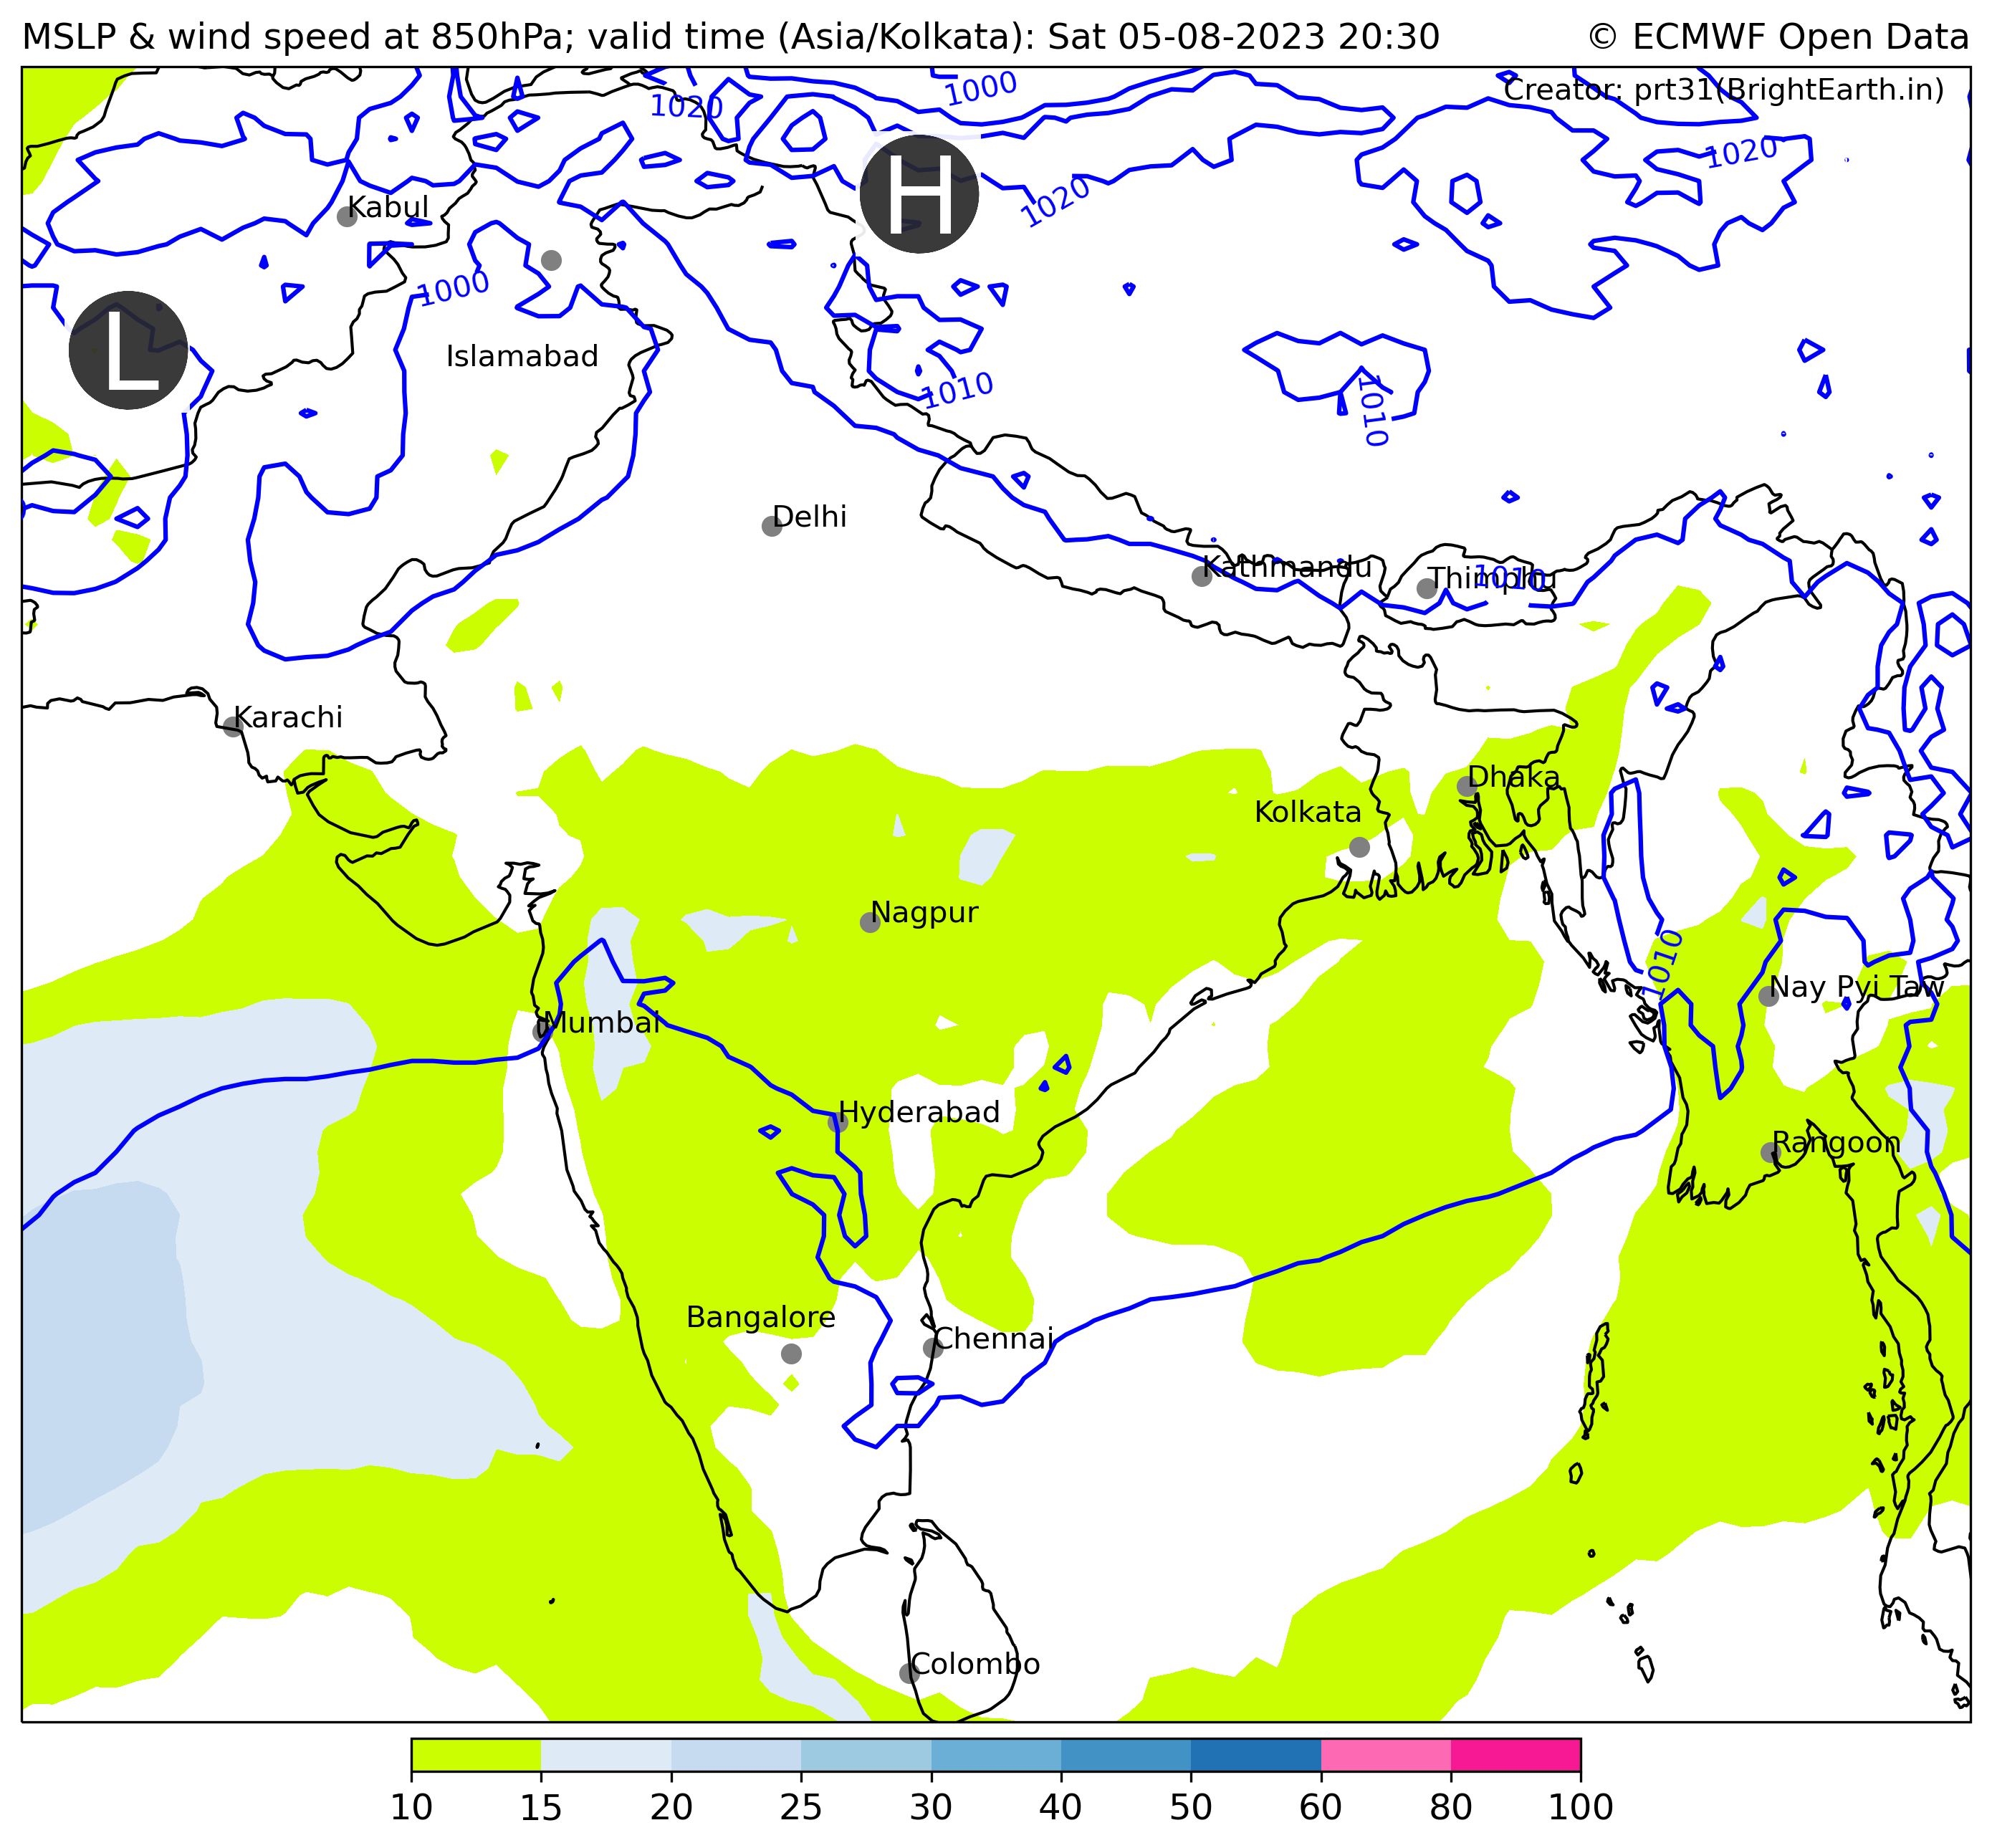 MSLP & wind speed at 850hPa; valid time (Asia/Kolkata): Sat 05-08-2023 20:30 © ECMWF Open Data
Creator: prt31(BrightEarth.in)
1000
1020
1020
H
1020
Kabul
1000
L
Islamabad
1010
1010
Delhi
Kathmandu
Thimphu
1010
Karachi
Dhaka
Kolkata
Nagpur
1010
Nay Pyi Taw
Mumbai
Hyderabad
Rangoon
Bangalore
Chennai
Colombo
10 15 20 25 30 40 50 60 80 100